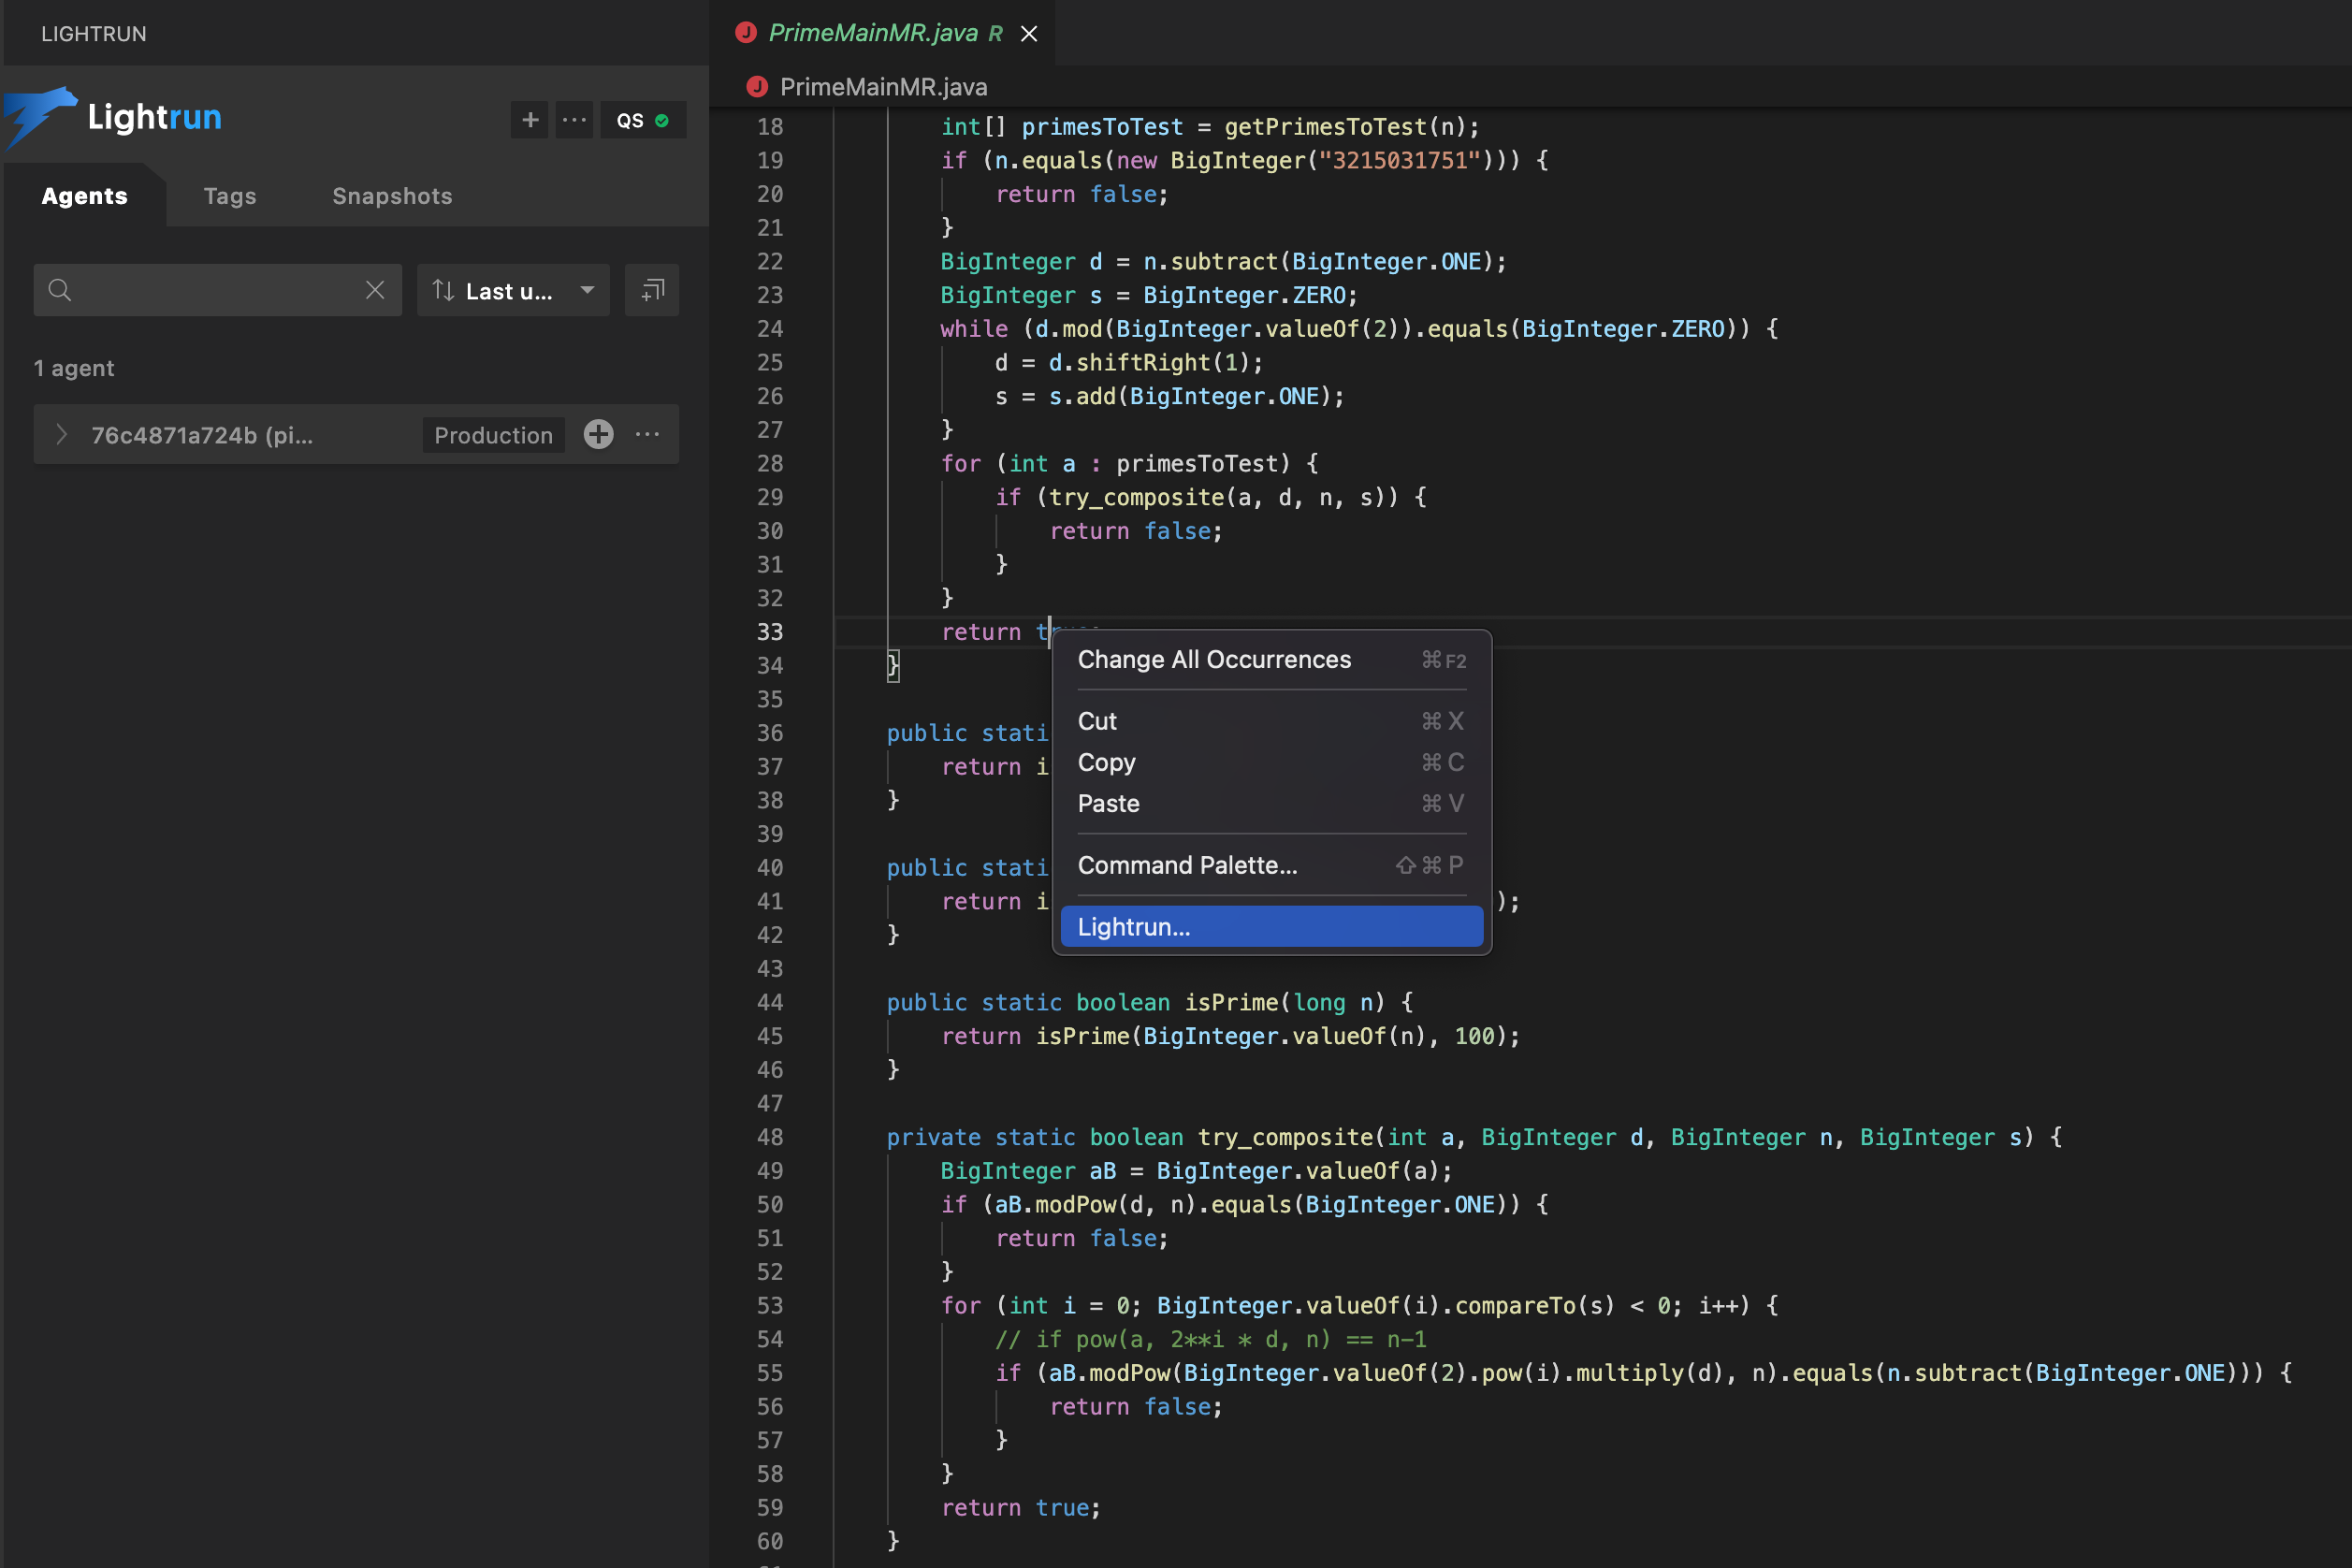 LIGHTRUN
Lightrun
+ ... QS
Agents Tags Snapshots
Last u...
1 agent
76c4871a724b (pi... Production ...
J PrimeMainMR.java R
J PrimeMainMR.java
18 int[] primesToTest = getPrimesToTest(n);
19 if (n.equals(new BigInteger("3215031751"))) {
20 return false;
21 }
22 BigInteger d = n.subtract(BigInteger.ONE);
23 BigInteger s = BigInteger.ZERO;
24 while (d.mod(BigInteger.valueOf(2)).equals(BigInteger.ZERO)) {
25 d = d.shiftRight(1);
26 s = s.add(BigInteger.ONE);
27 }
28 for (int a : primesToTest) {
29 if (try_composite(a, d, n, s)) {
30 return false;
31 }
32 }
33 return t
34 }
35
36 public stati
37 return i
38 }
39
40 public stati
41 return i );
42 }
43
44 public static boolean isPrime(long n) {
45 return isPrime(BigInteger.valueOf(n), 100);
46 }
47
48 private static boolean try_composite(int a, BigInteger d, BigInteger n, BigInteger s) {
49 BigInteger aB = BigInteger.valueOf(a);
50 if (aB.modPow(d, n).equals(BigInteger.ONE)) {
51 return false;
52 }
53 for (int i = 0; BigInteger.valueOf(i).compareTo(s) < 0; i++) {
54 // if pow(a, 2**i * d, n) == n-1
55 if (aB.modPow(BigInteger.valueOf(2).pow(i).multiply(d), n).equals(n.subtract(BigInteger.ONE))) {
56 return false;
57 }
58 }
59 return true;
60 }
Change All Occurrences ⌘F2
Cut ⌘X
Copy ⌘C
Paste ⌘V
Command Palette... ⇧⌘P
Lightrun...